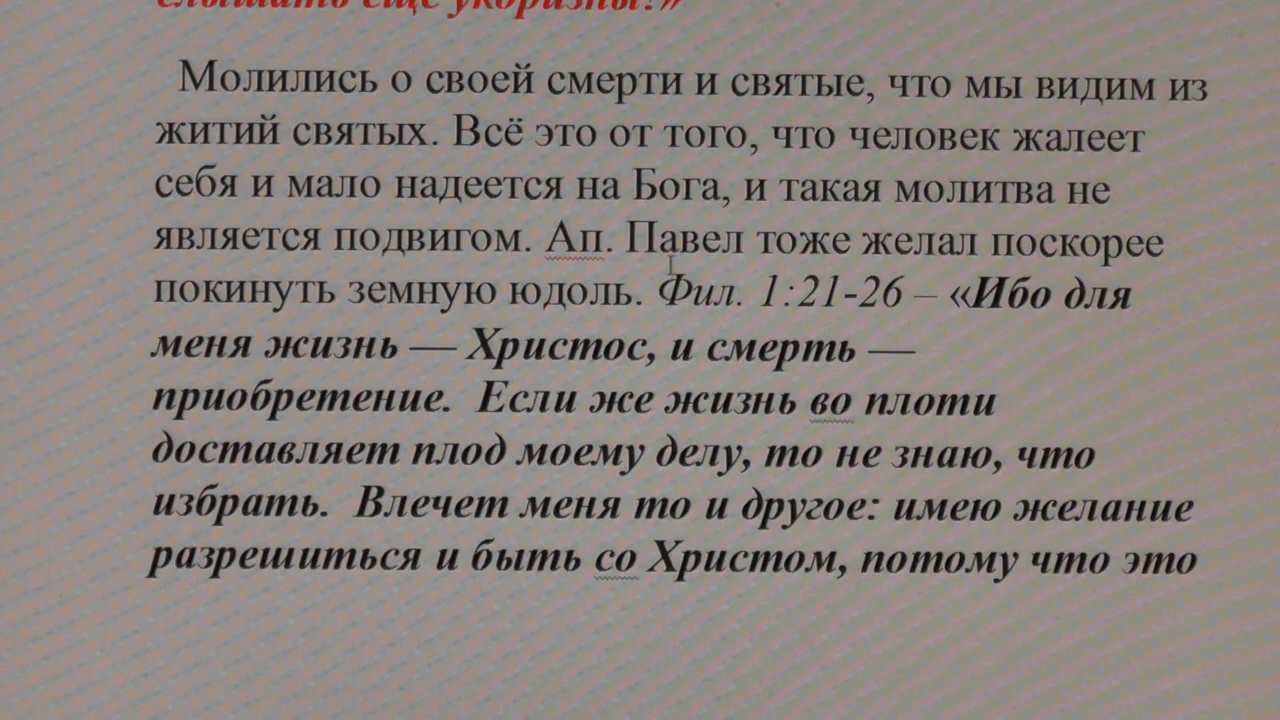 слышать ещё укоризны!»
Молились о своей смерти и святые, что мы видим из
житий святых. Всё это от того, что человек жалеет
себя и мало надеется на Бога, и такая молитва не
является подвигом. Ап. Павел тоже желал поскорее
покинуть земную юдоль. Фил. 1:21-26 – «Ибо для
меня жизнь — Христос, и смерть —
приобретение. Если же жизнь во плоти
доставляет плод моему делу, то не знаю, что
избрать. Влечет меня то и другое: имею желание
разрешиться и быть со Христом, потому что это